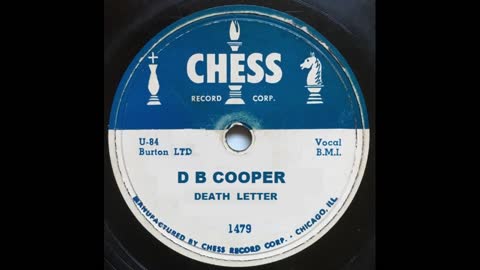 CHESS
RECORD CORP.
U-84 Vocal
Burton LTD B.M.I.
D B COOPER
DEATH LETTER
1479
MANUFACTURED BY CHESS RECORD CORP. - CHICAGO, ILL